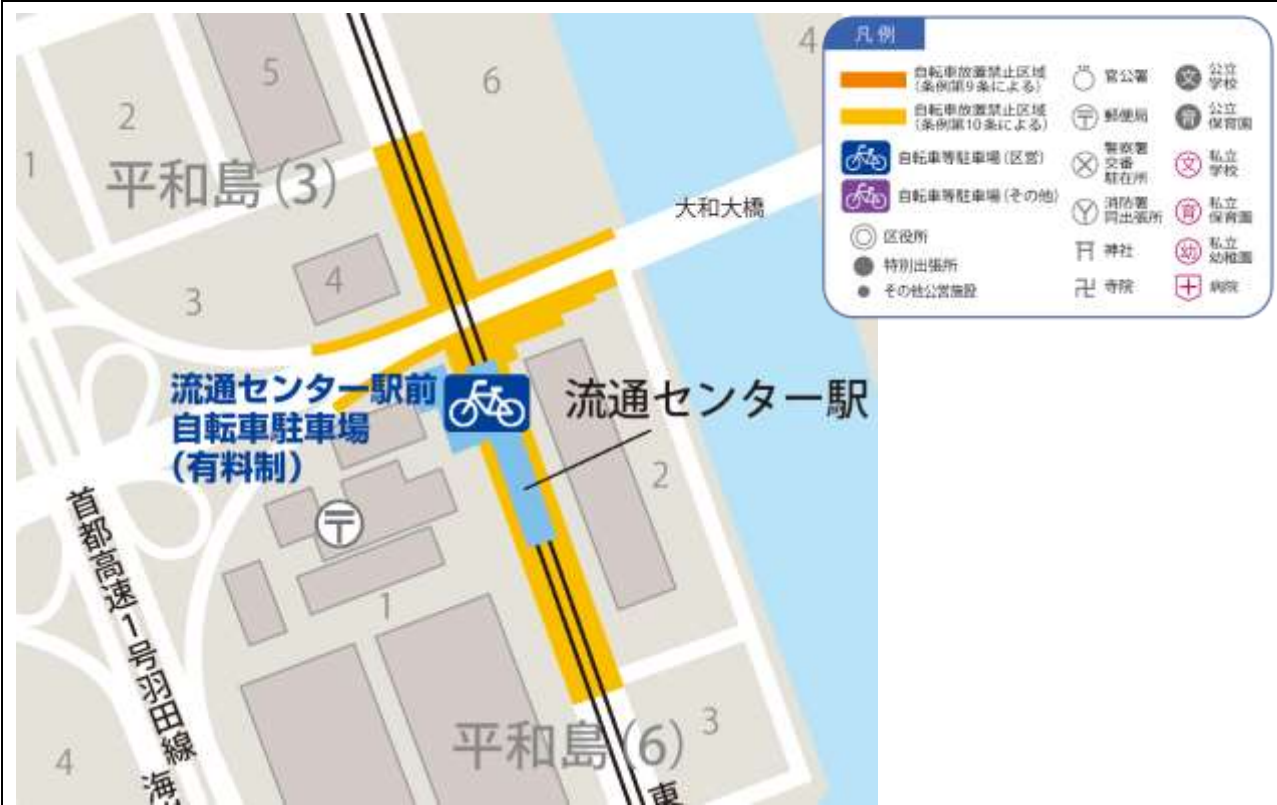 5
6
4
2
1
平和島(3)
大和大橋
4
3
流通センター駅前
自転車駐車場
(有料制)
流通センター駅
2
〒
首都高速1号羽田線
1
平和島(6)
3
4
海
東
凡例
自転車放置禁止区域
(条例第9条による)
自転車放置禁止区域
(条例第10条による)
自転車等駐車場(区営)
自転車等駐車場(その他)
区役所
特別出張所
その他公営施設
官公署
〒 郵便局
警察署
交番
駐在所
消防署
同出張所
神社
卍 寺院
文 公立
学校
育 公立
保育園
文 私立
学校
育 私立
保育園
幼 私立
幼稚園
病院